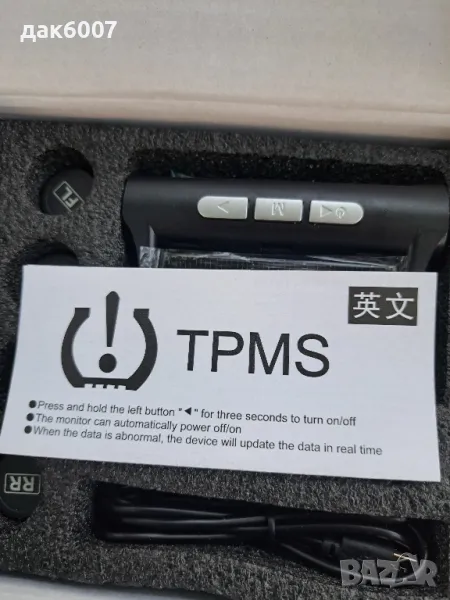 дак6007
FL
V M
英文
TPMS
●Press and hold the left button "◀" for three seconds to turn on/off
●The monitor can automatically power off/on
●When the data is abnormal, the device will update the data in real time
RR
BAZAR